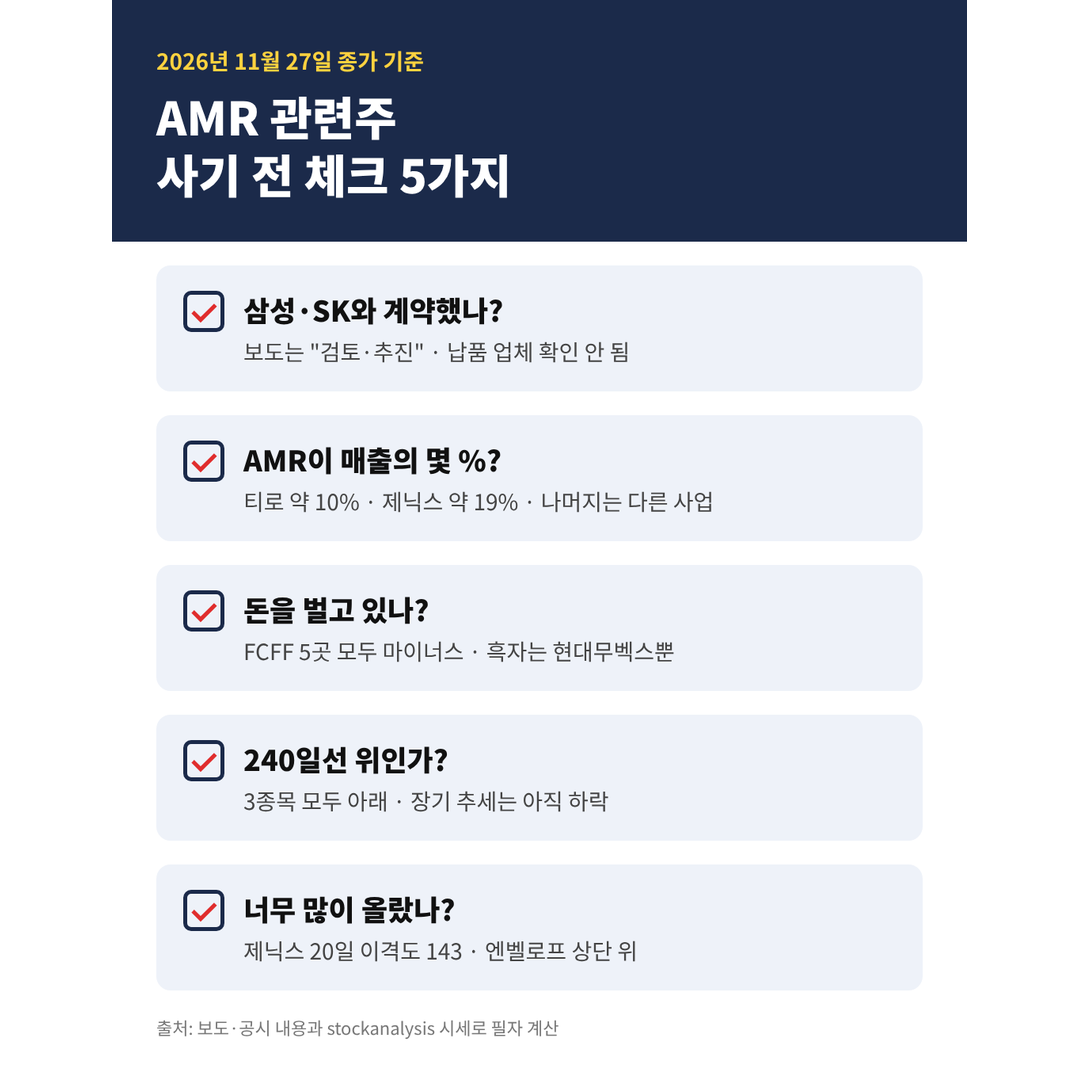 2026년 11월 27일 종가 기준
AMR 관련주
사기 전 체크 5가지
삼성·SK와 계약했나?
보도는 "검토·추진" · 납품 업체 확인 안 됨
AMR이 매출의 몇 %?
티로 약 10% · 제닉스 약 19% · 나머지는 다른 사업
돈을 벌고 있나?
FCFF 5곳 모두 마이너스 · 흑자는 현대무벡스뿐
240일선 위인가?
3종목 모두 아래 · 장기 추세는 아직 하락
너무 많이 올랐나?
제닉스 20일 이격도 143 · 엔벨로프 상단 위
출처: 보도·공시 내용과 stockanalysis 시세로 필자 계산